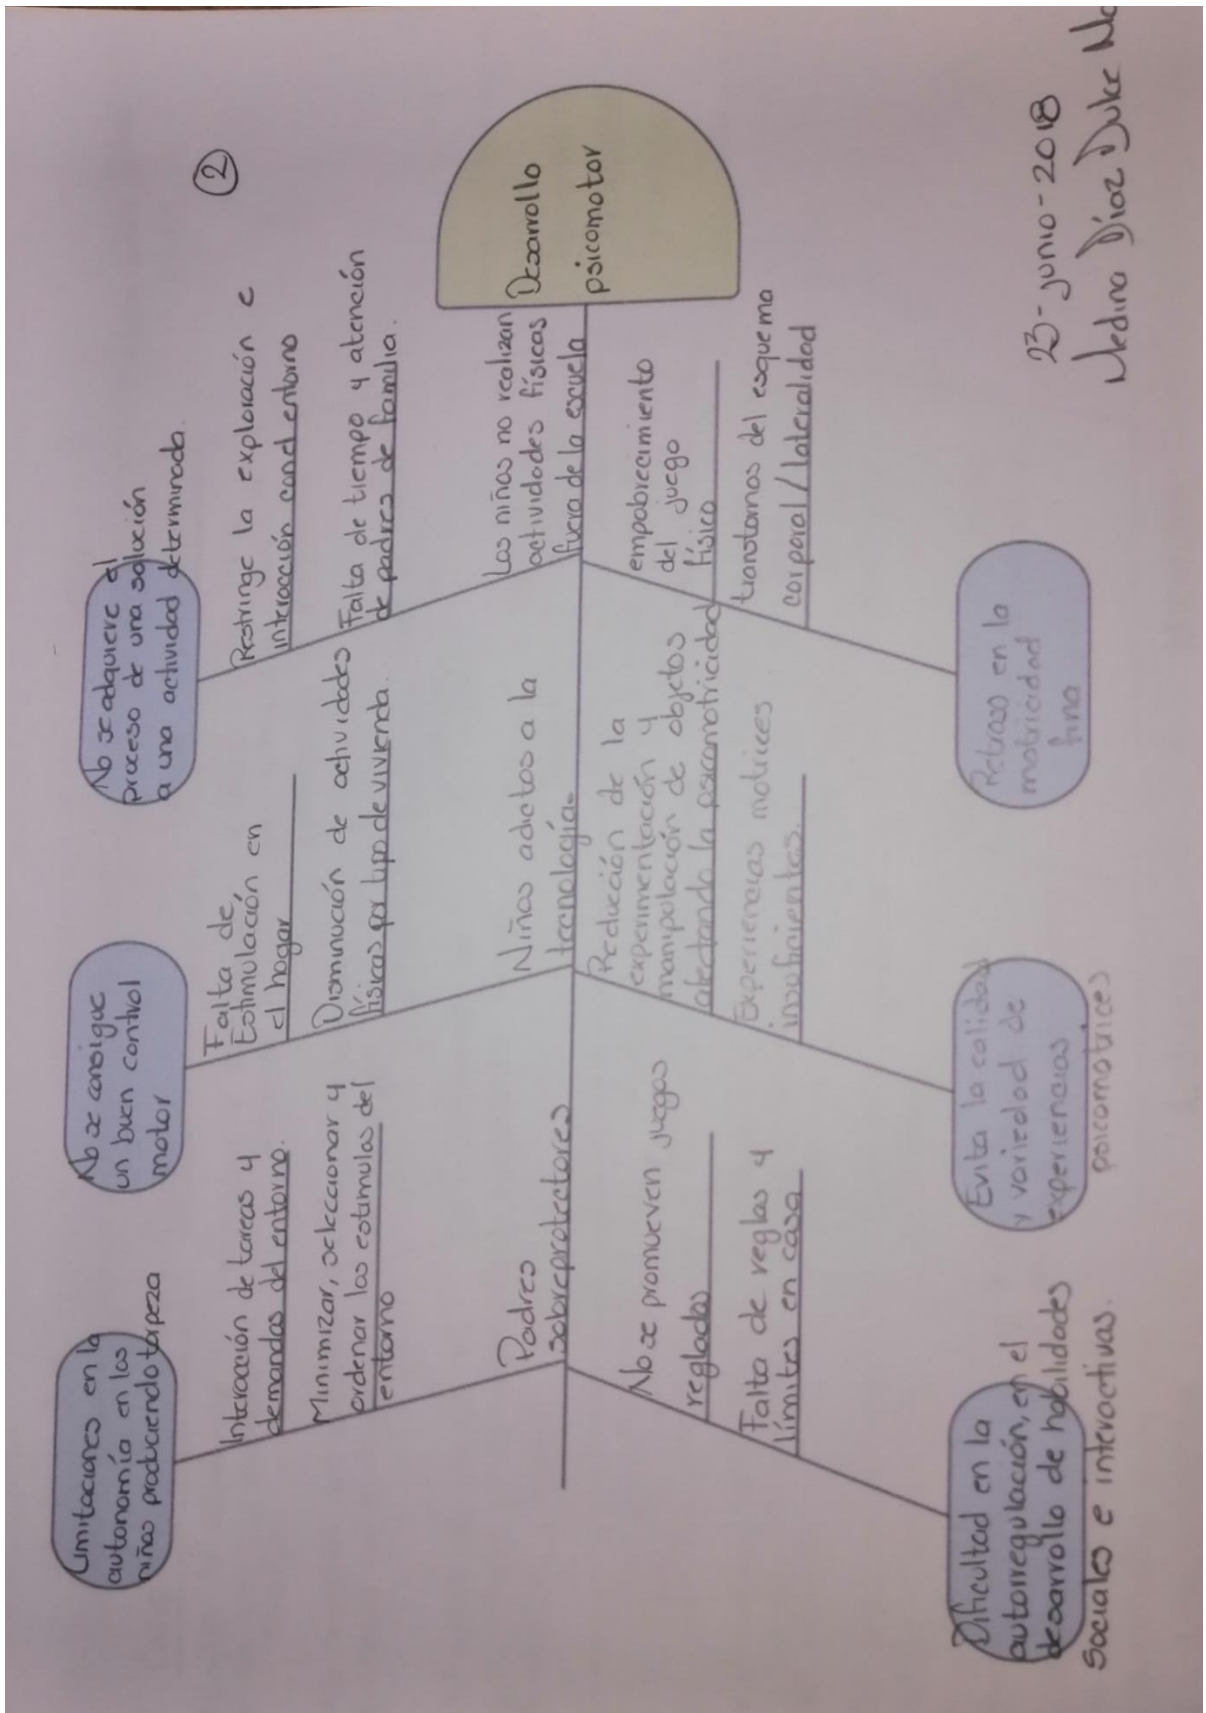 Limitaciones en la
autonomía en los
niños produciendo torpeza
No se consigue
un buen control
motor
No se adquiere el
proceso de una solución
a una actividad determinada.
②
Interacción de tareas y
demandas del entorno.
Minimizar, seleccionar y
ordenar los estimulos del
entorno
Falta de
Estimulación en
el hogar
Disminución de actividades
físicas por tipo de vivienda.
Restringe la exploración e
interacción con el entorno
Falta de tiempo y atención
de padres de familia.
Padres
sobreprotectores
Niños adictos a la
tecnología.
Los niños no realizan
actividades físicas
fuera de la escuela
Desarrollo
psicomotor
No se promueven juegos
reglados
Falta de reglas y
límites en casa
Reducción de la
experimentación y
manipulación de objetos
afectando la psicomotricidad
Experiencias motrices
insuficientes.
empobrecimiento
del juego
físico
transtornos del esquema
corporal / lateralidad
Dificultad en la
autorregulación, en el
desarrollo de habilidades
Sociales e interactivas.
Evita la calidad
y variedad de
experiencias
psicomotrices
Retraso en la
motricidad
fina
23-junio-2018
Medina Díaz Dulce